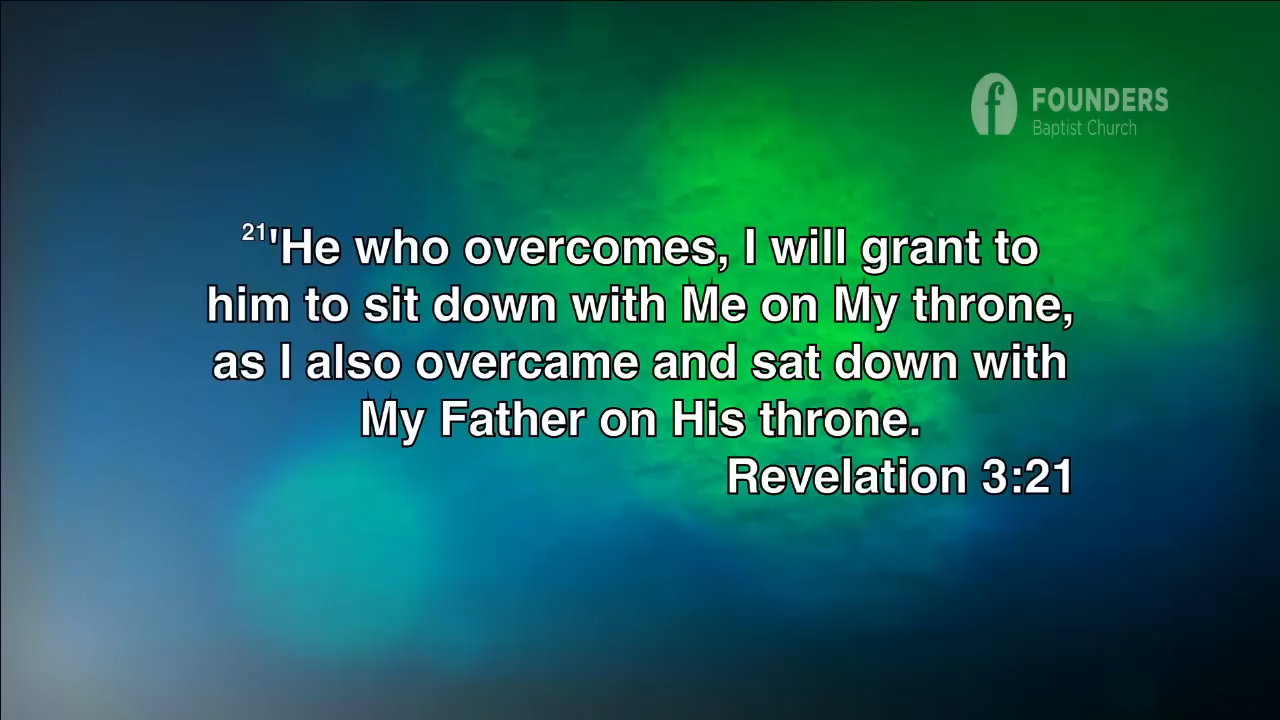 FOUNDERS
Baptist Church
21'He who overcomes, I will grant to
him to sit down with Me on My throne,
as I also overcame and sat down with
My Father on His throne.
Revelation 3:21